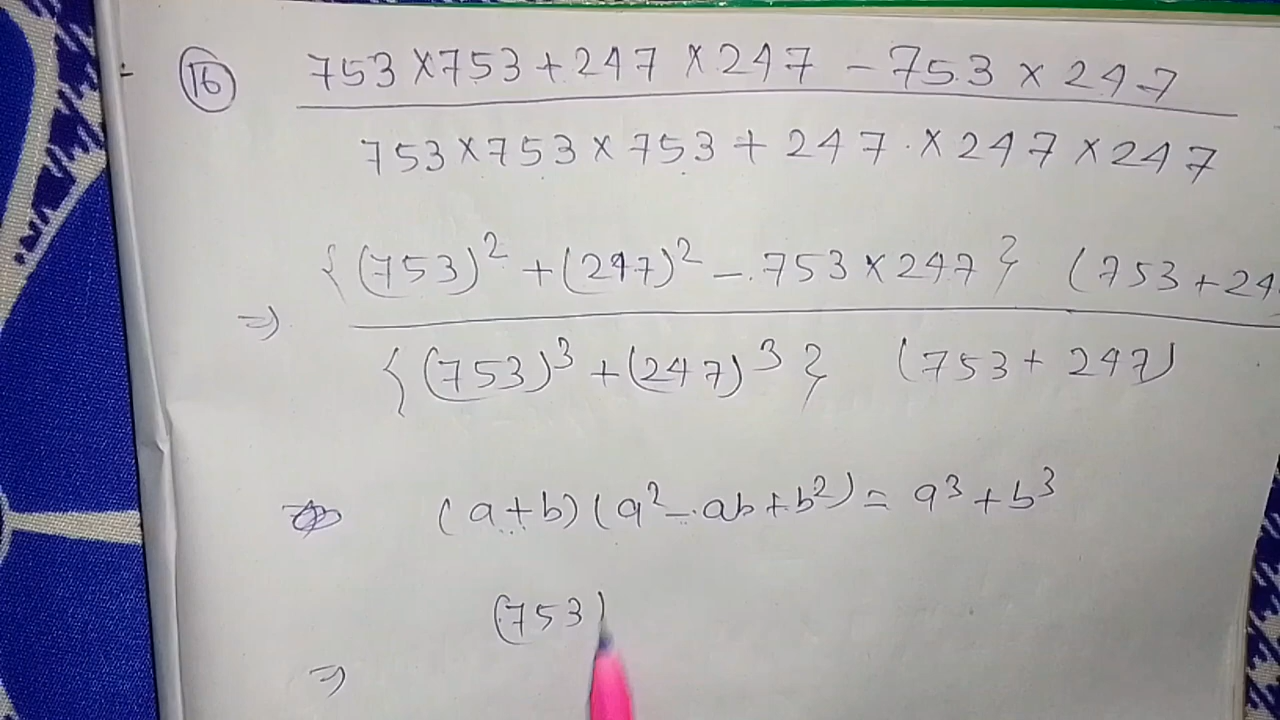 16 753×753+247×247-753×247
753×753×753+247×247×247
⇒ {(753)²+(247)²-753×247} (753+24
{(753)³+(247)³} (753+247)
(a+b)(a²-ab+b²)=a³+b³
(753)
⇒